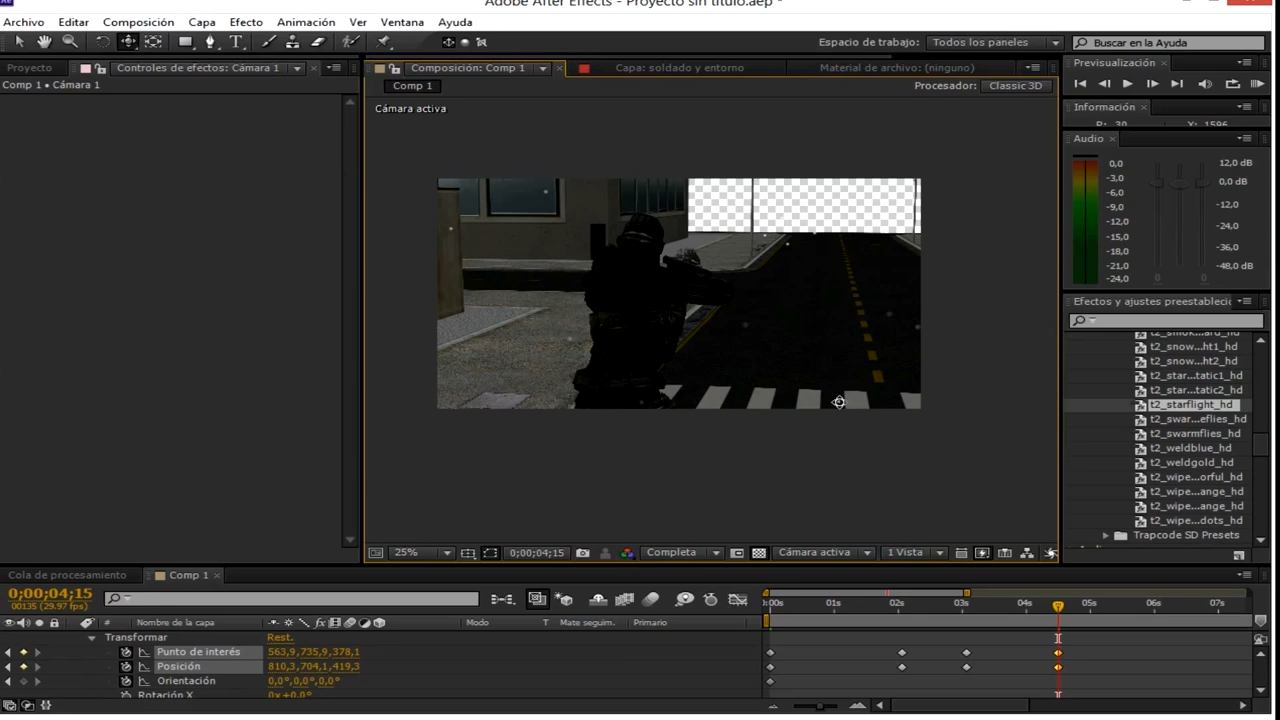 Adobe After Effects - Proyecto sin título.aep *
Archivo Editar Composición Capa Efecto Animación Ver Ventana Ayuda
Espacio de trabajo: Todos los paneles Buscar en la Ayuda
Proyecto Controles de efectos: Cámara 1 Composición: Comp 1 Capa: soldado y entorno Material de archivo: (ninguno) Previsualización
Comp 1 • Cámara 1 Comp 1 Procesador: Classic 3D
Cámara activa
Información
R: 30 X: 1596
Audio
0,0 12,0 dB
-3,0 0,0 dB
-6,0
-9,0 -12,0 dB
-12,0
-15,0 -24,0 dB
-18,0 -36,0 dB
-21,0 -48,0 dB
-24,0 0 0
Efectos y ajustes preestablecic
t2_snow...ht1_hd
t2_snow...ht2_hd
t2_star...tatic1_hd
t2_star...tatic2_hd
t2_starflight_hd
t2_swar...eflies_hd
t2_swarmflies_hd
t2_weldblue_hd
t2_weldgold_hd
t2_wipe...orful_hd
t2_wipe...ange_hd
t2_wipe...ange_hd
t2_wipe...dots_hd
Trapcode SD Presets
25% 0;00;04;15 Completa Cámara activa 1 Vista
Cola de procesamiento Comp 1
0;00;04;15
00135 (29.97 fps)
:00s 01s 02s 03s 04s 05s 06s 07s
# Nombre de la capa Modo T Mate seguim. Primario
Transformar Rest.
Punto de interés 563,9,735,9,378,1
Posición 810,3,704,1,419,3
Orientación 0,0°,0,0°,0,0°
Rotación X 0x+0,0°